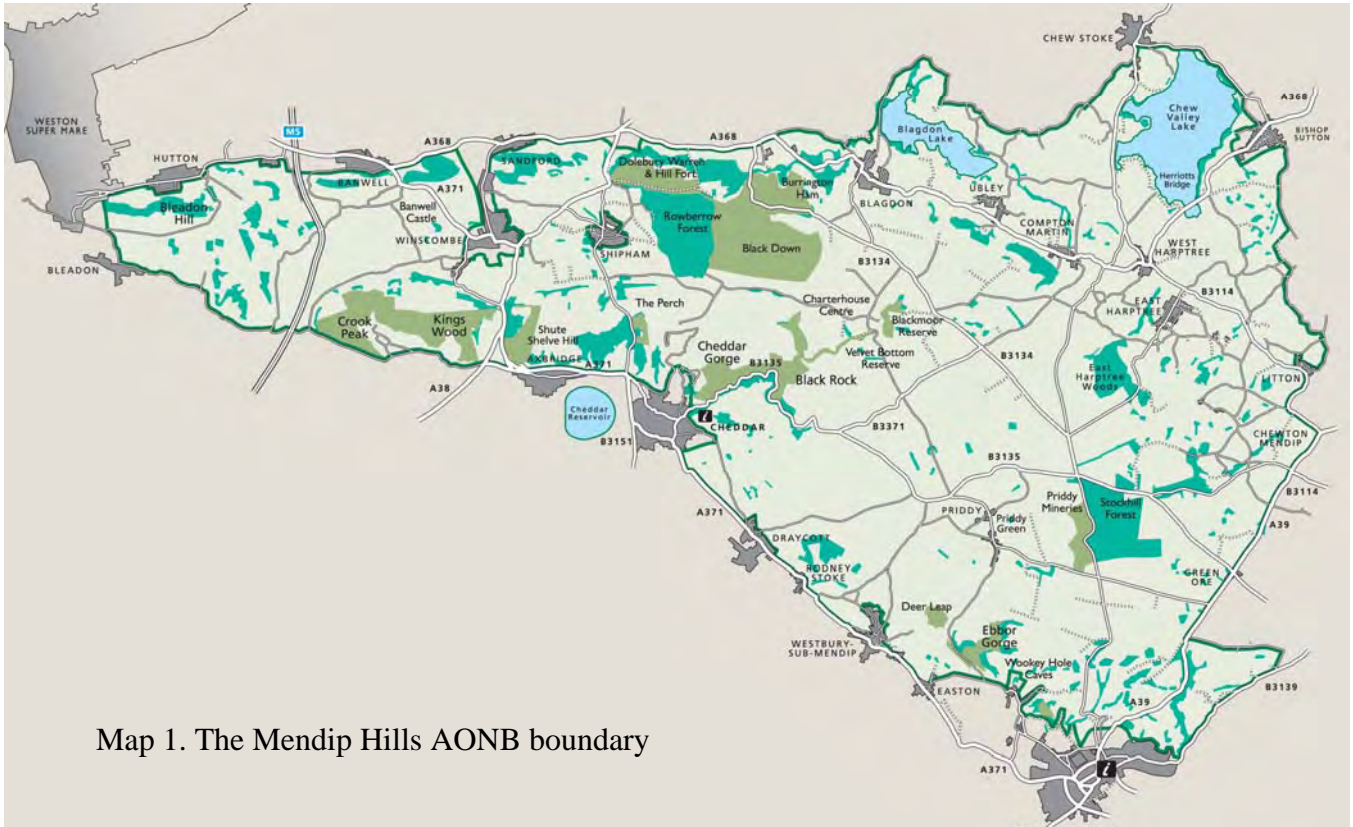 CHEW STOKE
WESTON
SUPER MARE
M5
A368
A368
Chew
Valley
Lake
A368
BISHOP
SUTTON
HUTTON
SANDFORD
Blagdon
Lake
BANWELL
A371
Dolebury Warren
& Hill Fort
Burrington
Ham
Herriotts
Bridge
UBLEY
Bleadon
Hill
Banwell
Castle
BLAGDON
COMPTON
MARTIN
WINSCOMBE
Rowberrow
Forest
Black Down
WEST
HARPTREE
BLEADON
SHIPHAM
B3134
B3114
The Perch
Charterhouse
Centre
EAST
HARPTREE
Crook
Peak
Kings
Wood
Shute
Shelve Hill
Blackmoor
Reserve
Cheddar
Gorge
Velvet Bottom
Reserve
B3134
AXBRIDGE
A371
B3135
Black Rock
East
Harptree
Woods
LITTON
A38
Cheddar
Reservoir
i
CHEDDAR
B3371
CHEWTON
MENDIP
B3151
B3135
B3114
A371
Priddy
Mineries
Stockhill
Forest
PRIDDY
Priddy
Green
A39
DRAYCOTT
RODNEY
STOKE
GREEN
ORE
Deer Leap
Ebbor
Gorge
WESTBURY-
SUB-MENDIP
Wookey Hole
Caves
EASTON
A39
B3139
Map 1. The Mendip Hills AONB boundary
A371
i